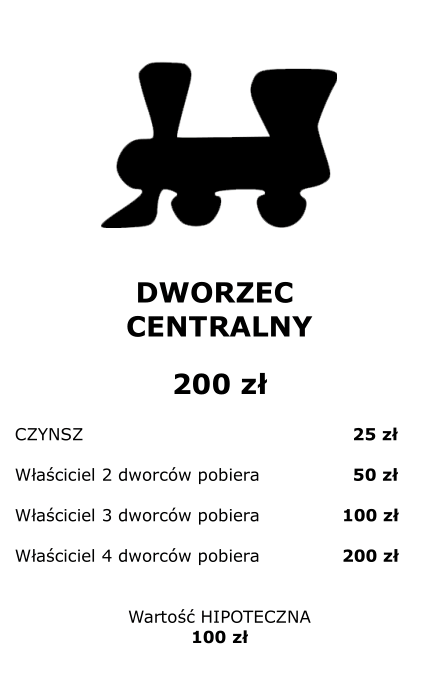 DWORZEC
CENTRALNY
200 zł
CZYNSZ 25 zł
Właściciel 2 dworców pobiera 50 zł
Właściciel 3 dworców pobiera 100 zł
Właściciel 4 dworców pobiera 200 zł
Wartość HIPOTECZNA
100 zł